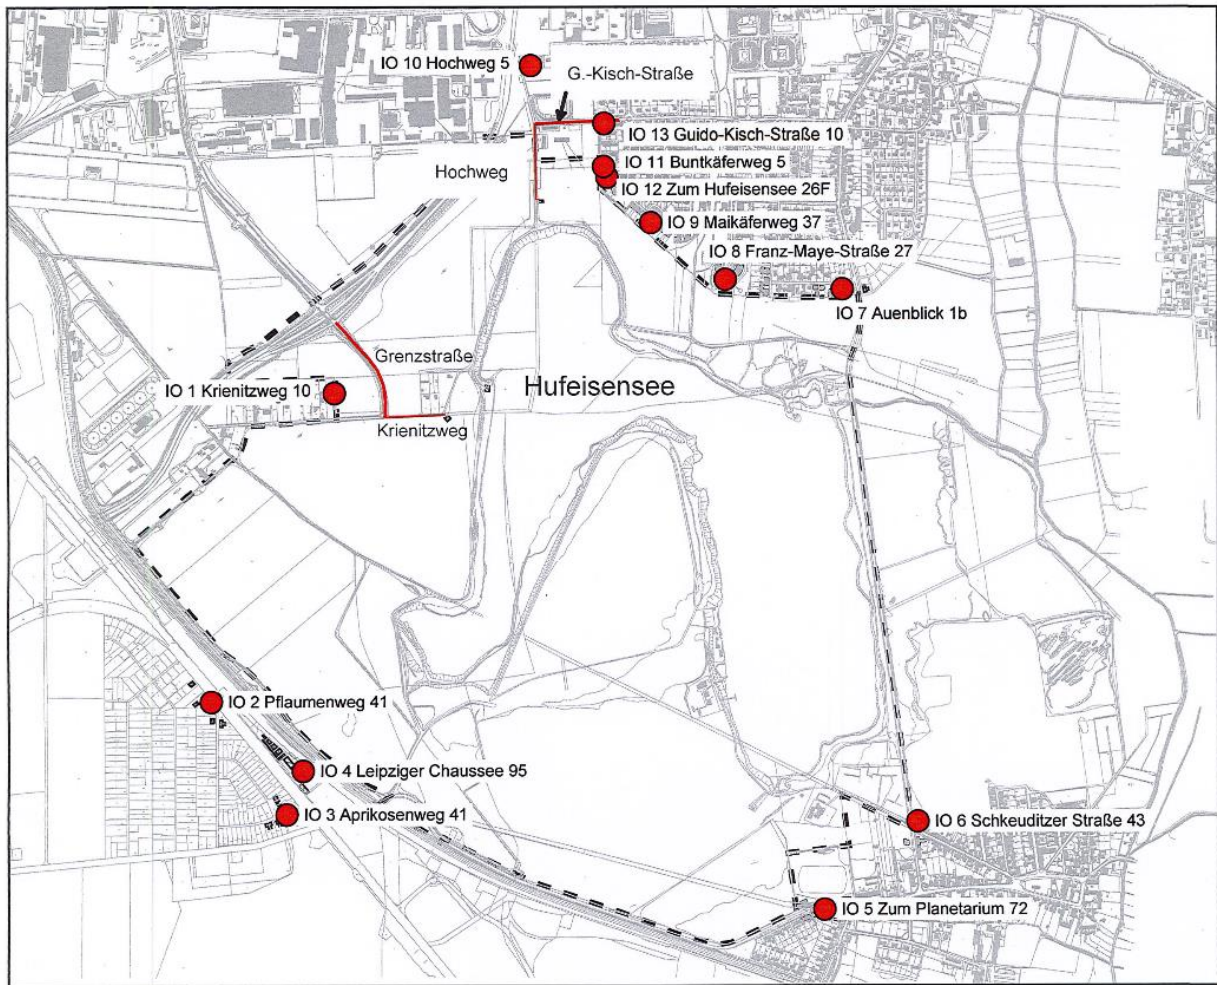 IO 10 Hochweg 5
G.-Kisch-Straße
IO 13 Guido-Kisch-Straße 10
IO 11 Buntkäferweg 5
Hochweg
IO 12 Zum Hufeisensee 26F
IO 9 Maikäferweg 37
IO 8 Franz-Maye-Straße 27
IO 7 Auenblick 1b
Grenzstraße
IO 1 Krienitzweg 10
Hufeisensee
Krienitzweg
IO 2 Pflaumenweg 41
IO 4 Leipziger Chaussee 95
IO 3 Aprikosenweg 41
IO 6 Schkeuditzer Straße 43
IO 5 Zum Planetarium 72